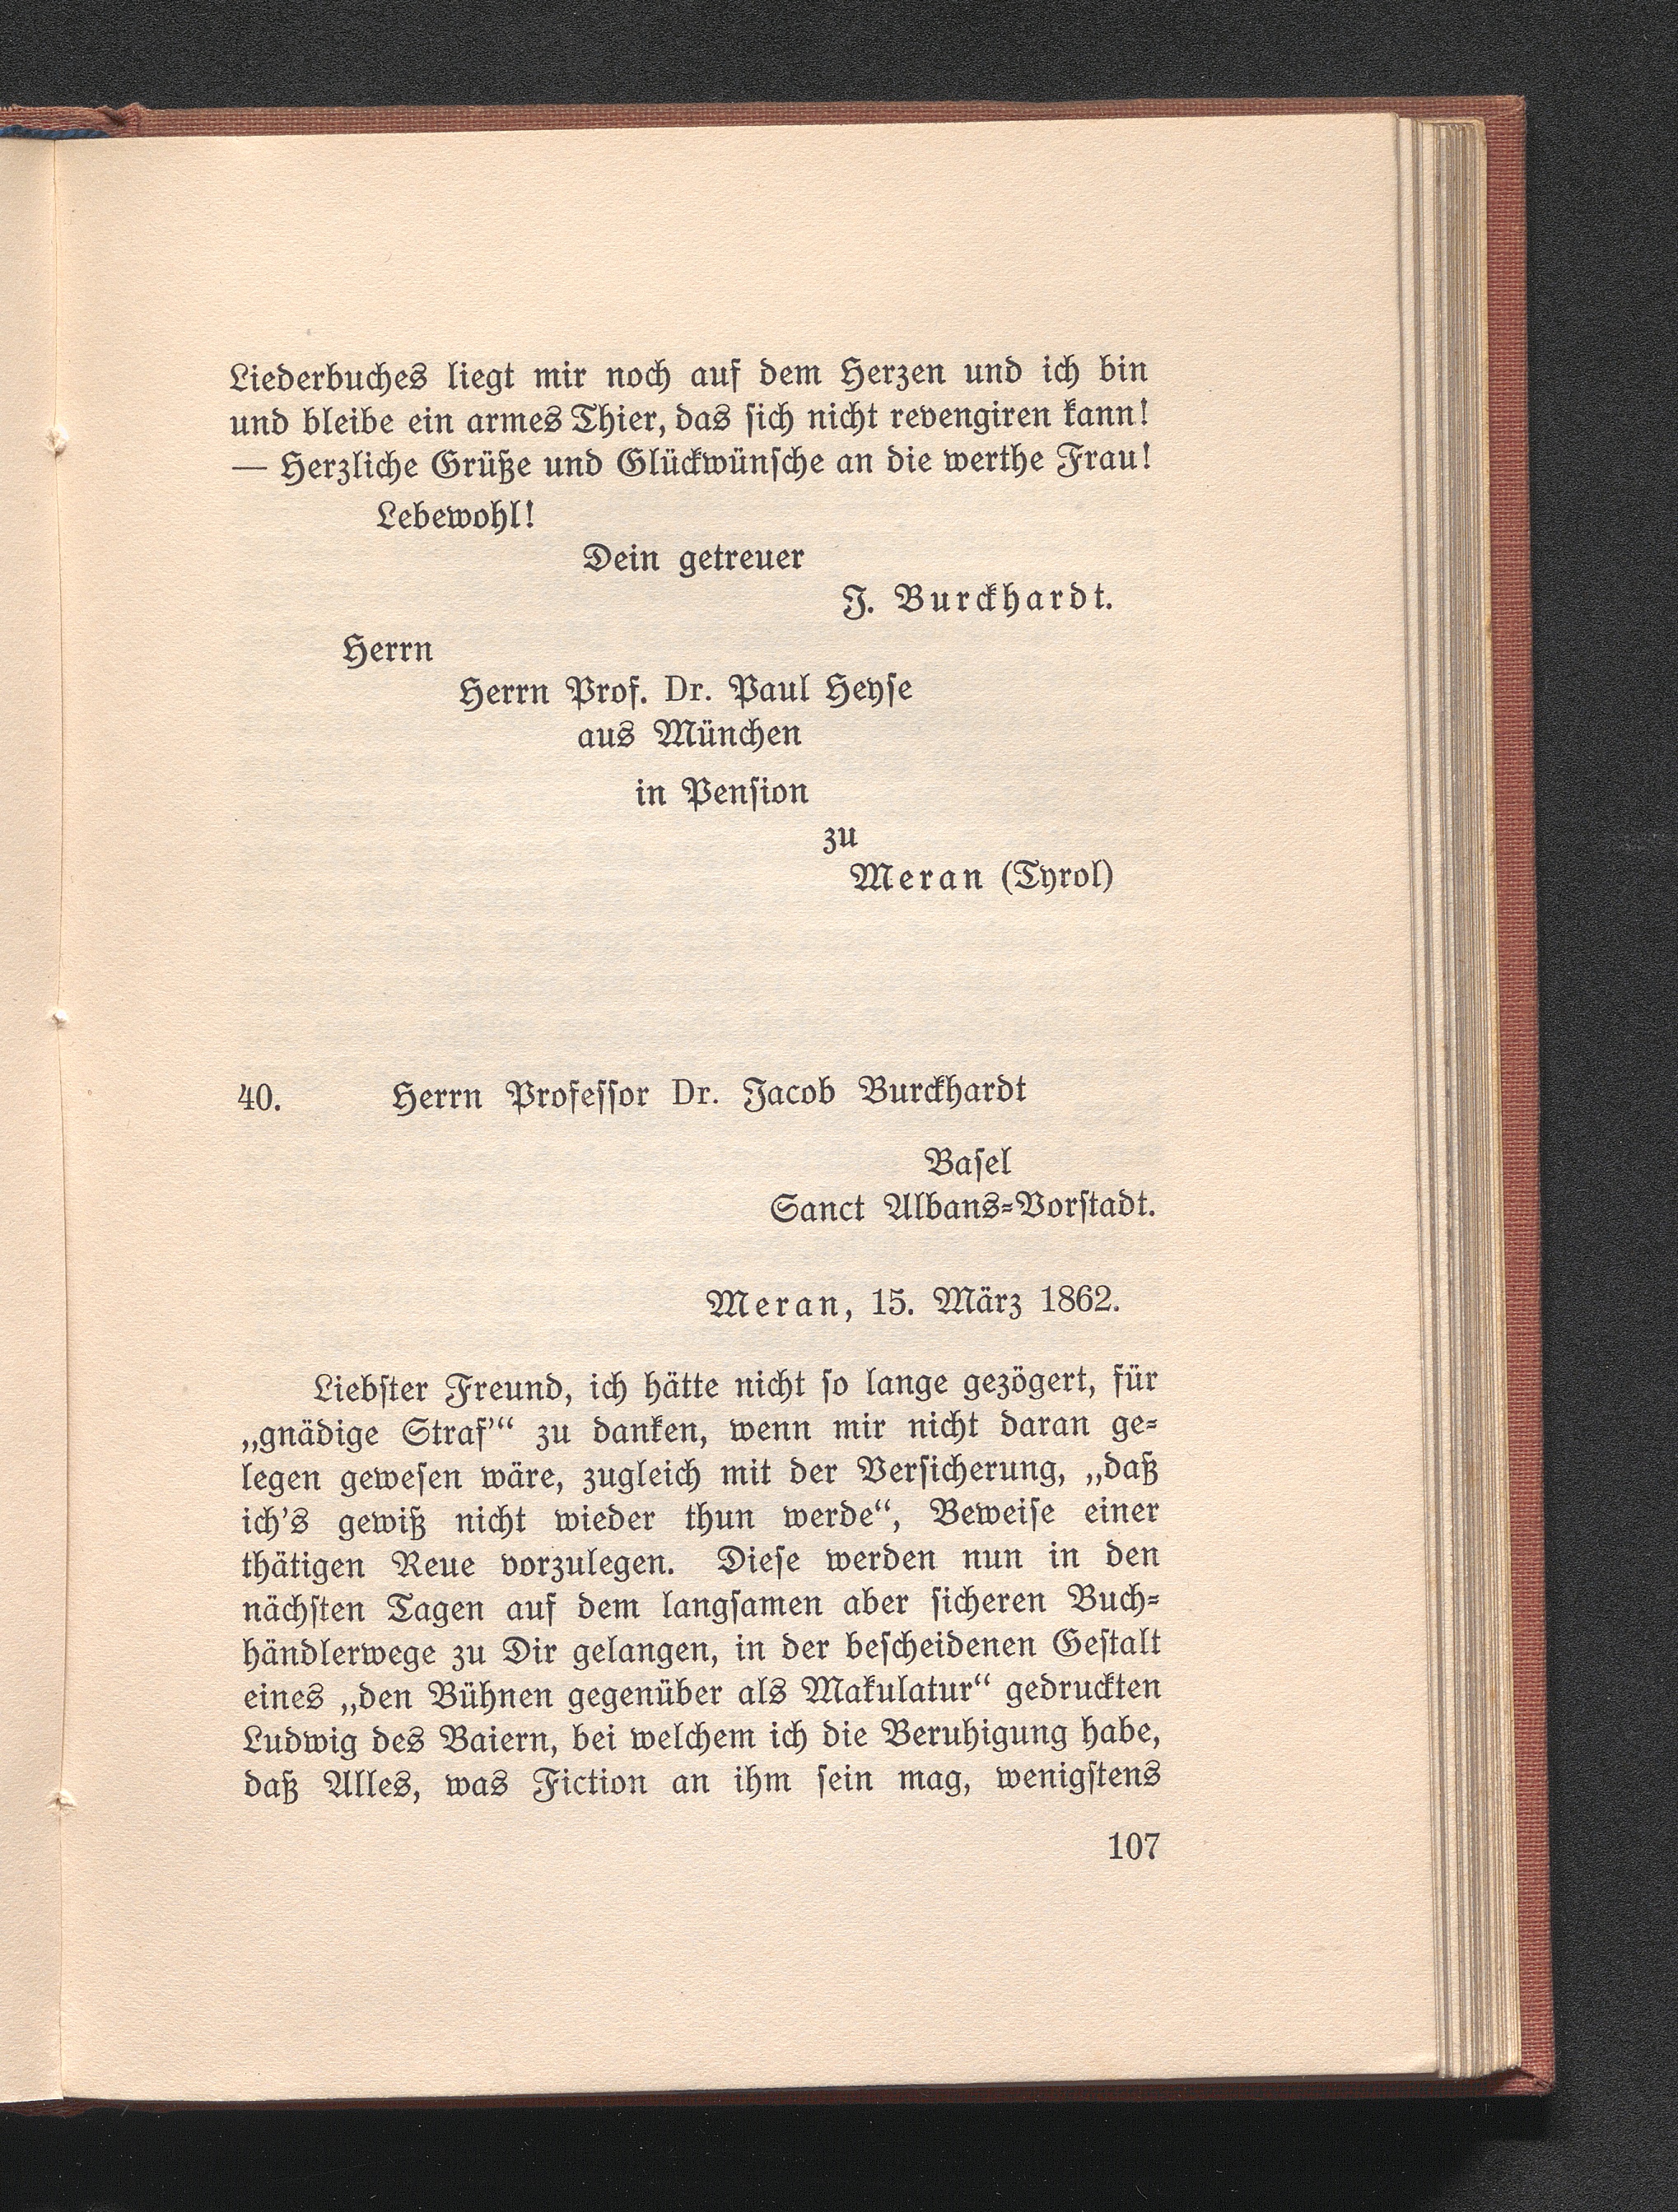 Liederbuches liegt mir noch auf dem Herzen und ich bin
und bleibe ein armes Thier, das sich nicht revengiren kann!
— Herzliche Grüße und Glückwünsche an die werthe Frau!
Lebewohl!
Dein getreuer
J. Burckhardt.
Herrn
Herrn Prof. Dr. Paul Heyse
aus München
in Pension
zu
Meran (Tyrol)
40. Herrn Professor Dr. Jacob Burckhardt
Basel
Sanct Albans-Vorstadt.
Meran, 15. März 1862.
Liebster Freund, ich hätte nicht so lange gezögert, für
„gnädige Straf’“ zu danken, wenn mir nicht daran ge-
legen gewesen wäre, zugleich mit der Versicherung, „daß
ich’s gewiß nicht wieder thun werde“, Beweise einer
thätigen Reue vorzulegen. Diese werden nun in den
nächsten Tagen auf dem langsamen aber sicheren Buch-
händlerwege zu Dir gelangen, in der bescheidenen Gestalt
eines „den Bühnen gegenüber als Makulatur“ gedruckten
Ludwig des Baiern, bei welchem ich die Beruhigung habe,
daß Alles, was Fiction an ihm sein mag, wenigstens
107